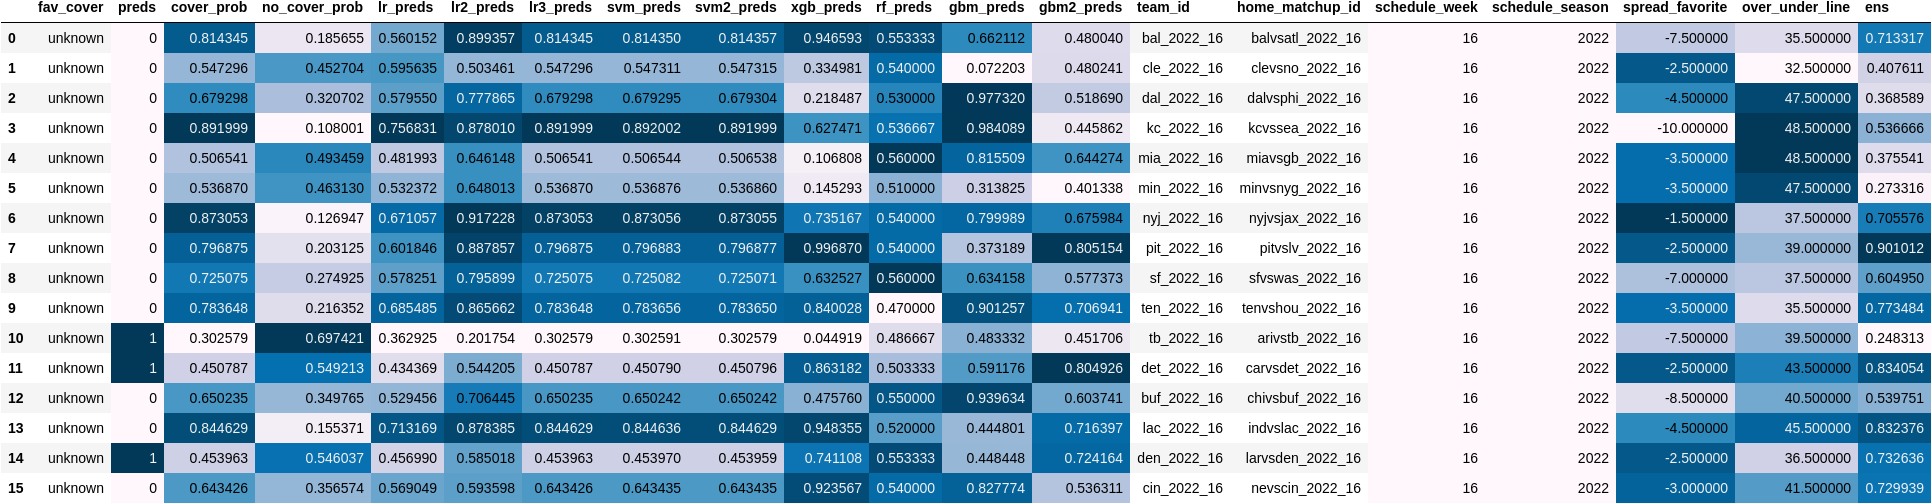 fav_cover preds cover_prob no_cover_prob lr_preds lr2_preds lr3_preds svm_preds svm2_preds xgb_preds rf_preds gbm_preds gbm2_preds team_id home_matchup_id schedule_week schedule_season spread_favorite over_under_line ens
0 unknown 0 0.814345 0.185655 0.560152 0.899357 0.814345 0.814350 0.814357 0.946593 0.553333 0.662112 0.480040 bal_2022_16 balvsatl_2022_16 16 2022 -7.500000 35.500000 0.713317
1 unknown 0 0.547296 0.452704 0.595635 0.503461 0.547296 0.547311 0.547315 0.334981 0.540000 0.072203 0.480241 cle_2022_16 clevsno_2022_16 16 2022 -2.500000 32.500000 0.407611
2 unknown 0 0.679298 0.320702 0.579550 0.777865 0.679298 0.679295 0.679304 0.218487 0.530000 0.977320 0.518690 dal_2022_16 dalvsphi_2022_16 16 2022 -4.500000 47.500000 0.368589
3 unknown 0 0.891999 0.108001 0.756831 0.878010 0.891999 0.892002 0.891999 0.627471 0.536667 0.984089 0.445862 kc_2022_16 kcvssea_2022_16 16 2022 -10.000000 48.500000 0.536666
4 unknown 0 0.506541 0.493459 0.481993 0.646148 0.506541 0.506544 0.506538 0.106808 0.560000 0.815509 0.644274 mia_2022_16 miavsgb_2022_16 16 2022 -3.500000 48.500000 0.375541
5 unknown 0 0.536870 0.463130 0.532372 0.648013 0.536870 0.536876 0.536860 0.145293 0.510000 0.313825 0.401338 min_2022_16 minvsnyg_2022_16 16 2022 -3.500000 47.500000 0.273316
6 unknown 0 0.873053 0.126947 0.671057 0.917228 0.873053 0.873056 0.873055 0.735167 0.540000 0.799989 0.675984 nyj_2022_16 nyjvsjax_2022_16 16 2022 -1.500000 37.500000 0.705576
7 unknown 0 0.796875 0.203125 0.601846 0.887857 0.796875 0.796883 0.796877 0.996870 0.540000 0.373189 0.805154 pit_2022_16 pitvslv_2022_16 16 2022 -2.500000 39.000000 0.901012
8 unknown 0 0.725075 0.274925 0.578251 0.795899 0.725075 0.725082 0.725071 0.632527 0.560000 0.634158 0.577373 sf_2022_16 sfvswas_2022_16 16 2022 -7.000000 37.500000 0.604950
9 unknown 0 0.783648 0.216352 0.685485 0.865662 0.783648 0.783656 0.783650 0.840028 0.470000 0.901257 0.706941 ten_2022_16 tenvshou_2022_16 16 2022 -3.500000 35.500000 0.773484
10 unknown 1 0.302579 0.697421 0.362925 0.201754 0.302579 0.302591 0.302579 0.044919 0.486667 0.483332 0.451706 tb_2022_16 arivstb_2022_16 16 2022 -7.500000 39.500000 0.248313
11 unknown 1 0.450787 0.549213 0.434369 0.544205 0.450787 0.450790 0.450796 0.863182 0.503333 0.591176 0.804926 det_2022_16 carvsdet_2022_16 16 2022 -2.500000 43.500000 0.834054
12 unknown 0 0.650235 0.349765 0.529456 0.706445 0.650235 0.650242 0.650242 0.475760 0.550000 0.939634 0.603741 buf_2022_16 chivsbuf_2022_16 16 2022 -8.500000 40.500000 0.539751
13 unknown 0 0.844629 0.155371 0.713169 0.878385 0.844629 0.844636 0.844629 0.948355 0.520000 0.444801 0.716397 lac_2022_16 indvslac_2022_16 16 2022 -4.500000 45.500000 0.832376
14 unknown 1 0.453963 0.546037 0.456990 0.585018 0.453963 0.453970 0.453959 0.741108 0.553333 0.448448 0.724164 den_2022_16 larvsden_2022_16 16 2022 -2.500000 36.500000 0.732636
15 unknown 0 0.643426 0.356574 0.569049 0.593598 0.643426 0.643435 0.643435 0.923567 0.540000 0.827774 0.536311 cin_2022_16 nevscin_2022_16 16 2022 -3.000000 41.500000 0.729939